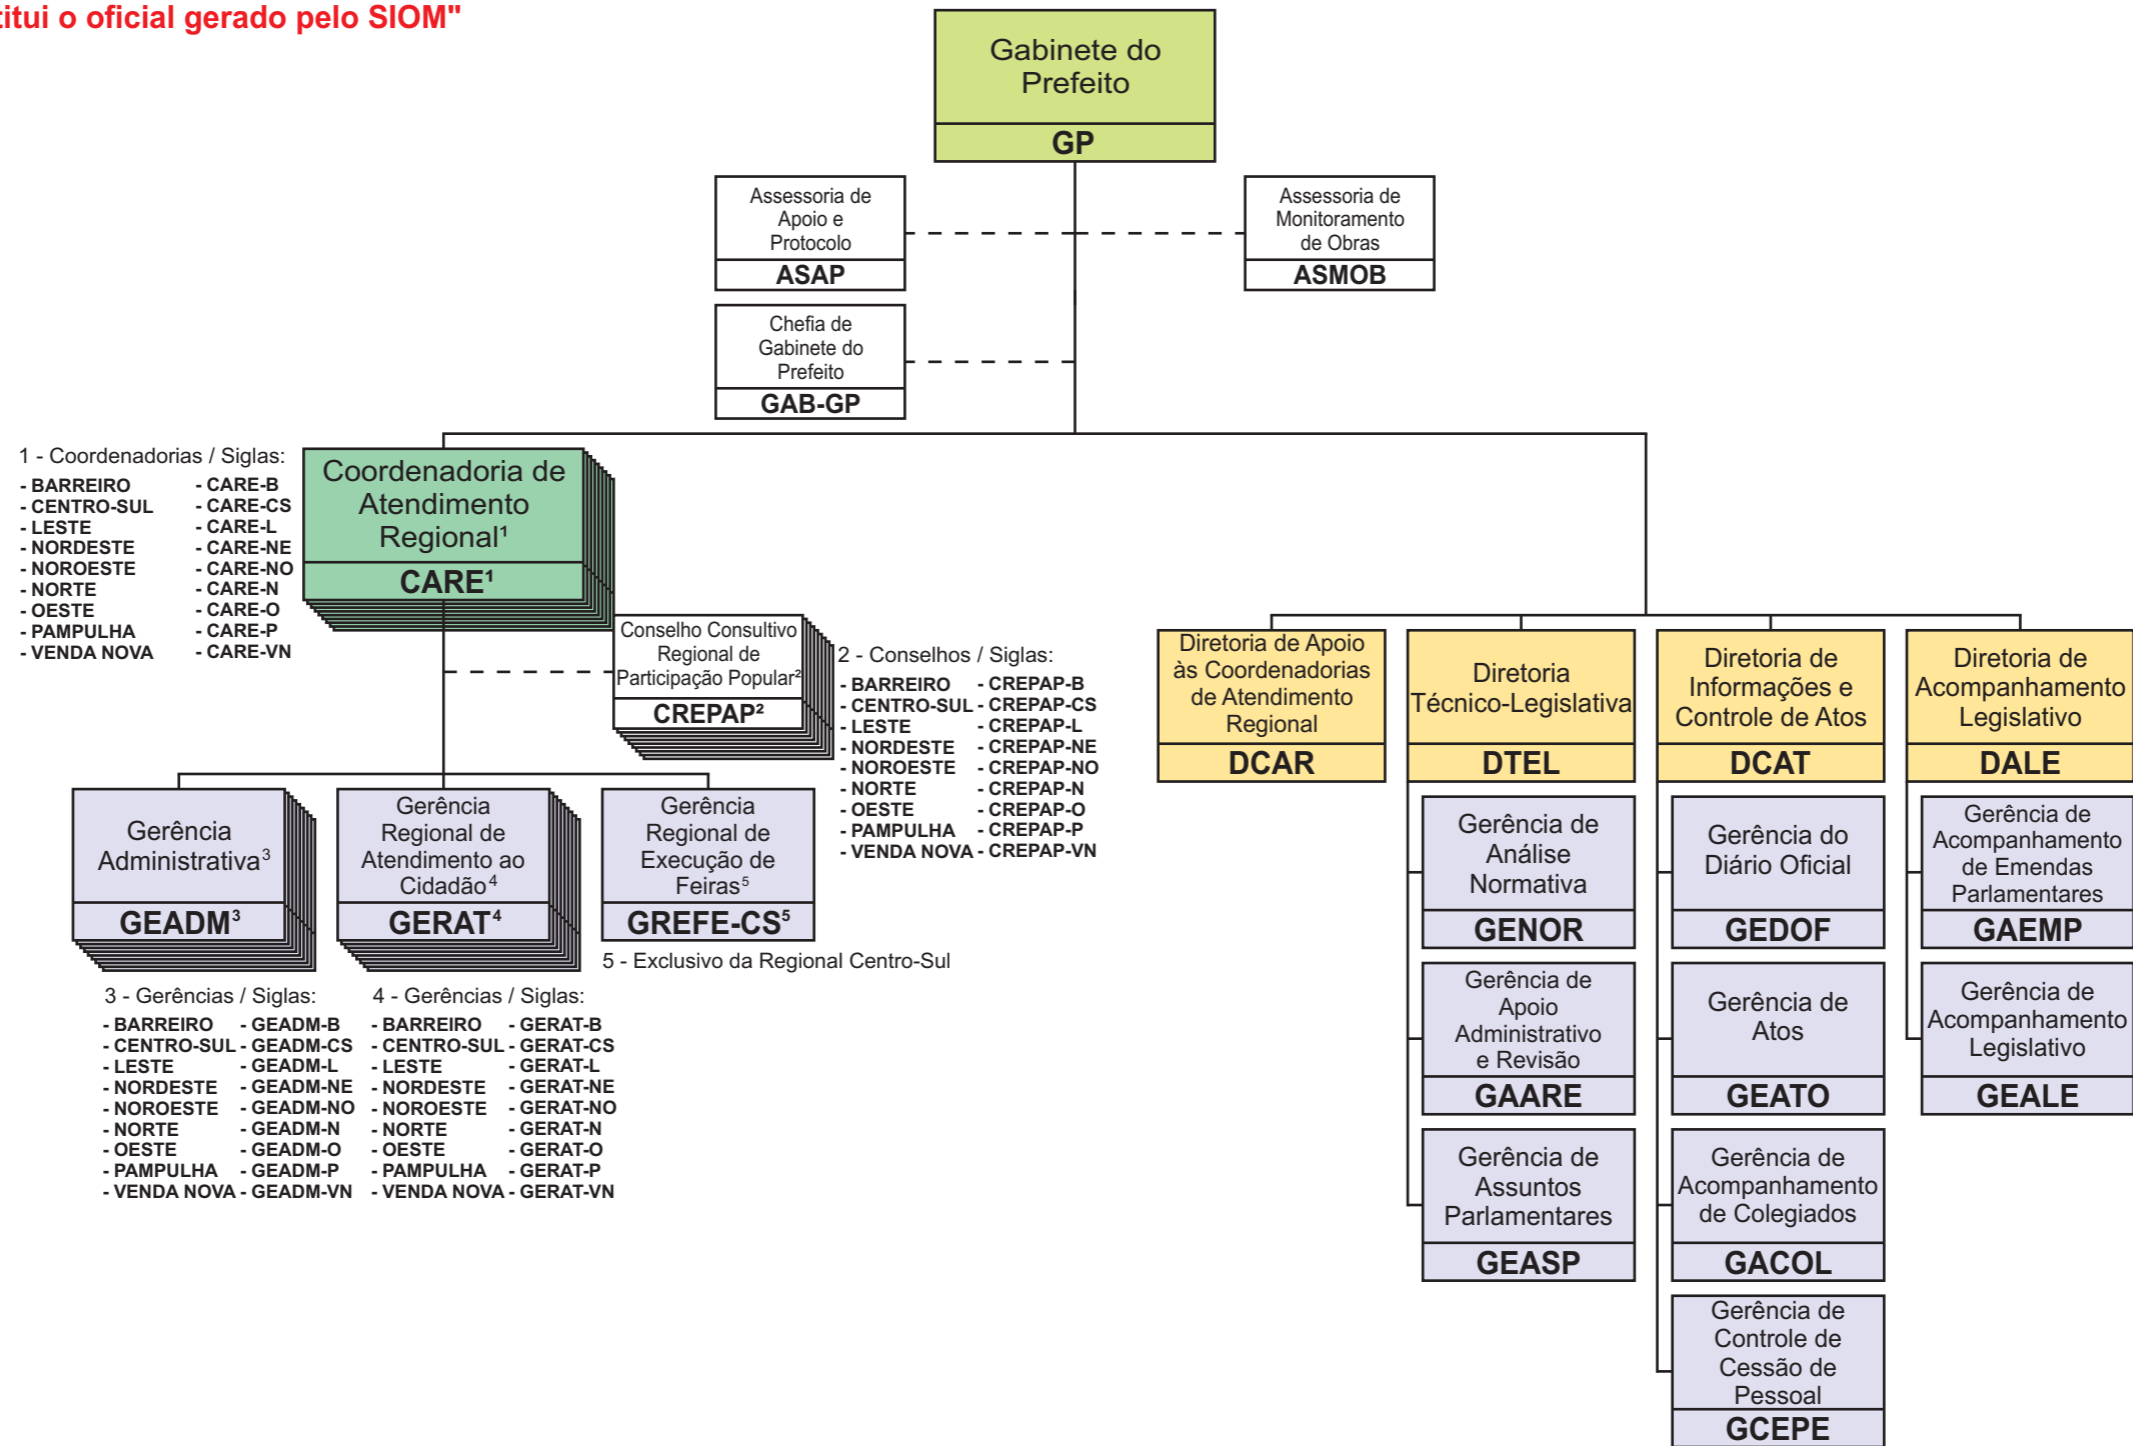 titui o oficial gerado pelo SIOM"
Gabinete do
Prefeito
GP
Assessoria de
Apoio e
Protocolo
ASAP
Assessoria de
Monitoramento
de Obras
ASMOB
Chefia de
Gabinete do
Prefeito
GAB-GP
1 - Coordenadorias / Siglas:
- BARREIRO - CARE-B
- CENTRO-SUL - CARE-CS
- LESTE - CARE-L
- NORDESTE - CARE-NE
- NOROESTE - CARE-NO
- NORTE - CARE-N
- OESTE - CARE-O
- PAMPULHA - CARE-P
- VENDA NOVA - CARE-VN
Coordenadoria de
Atendimento
Regional¹
CARE¹
Conselho Consultivo
Regional de
Participação Popular²
CREPAP²
2 - Conselhos / Siglas:
- BARREIRO - CREPAP-B
- CENTRO-SUL - CREPAP-CS
- LESTE - CREPAP-L
- NORDESTE - CREPAP-NE
- NOROESTE - CREPAP-NO
- NORTE - CREPAP-N
- OESTE - CREPAP-O
- PAMPULHA - CREPAP-P
- VENDA NOVA - CREPAP-VN
Gerência
Administrativa³
GEADM³
Gerência
Regional de
Atendimento ao
Cidadão⁴
GERAT⁴
Gerência
Regional de
Execução de
Feiras⁵
GREFE-CS⁵
5 - Exclusivo da Regional Centro-Sul
3 - Gerências / Siglas:
- BARREIRO - GEADM-B
- CENTRO-SUL - GEADM-CS
- LESTE - GEADM-L
- NORDESTE - GEADM-NE
- NOROESTE - GEADM-NO
- NORTE - GEADM-N
- OESTE - GEADM-O
- PAMPULHA - GEADM-P
- VENDA NOVA - GEADM-VN
4 - Gerências / Siglas:
- BARREIRO - GERAT-B
- CENTRO-SUL - GERAT-CS
- LESTE - GERAT-L
- NORDESTE - GERAT-NE
- NOROESTE - GERAT-NO
- NORTE - GERAT-N
- OESTE - GERAT-O
- PAMPULHA - GERAT-P
- VENDA NOVA - GERAT-VN
Diretoria de Apoio
às Coordenadorias
de Atendimento
Regional
DCAR
Diretoria
Técnico-Legislativa
DTEL
Gerência de
Análise
Normativa
GENOR
Gerência de
Apoio
Administrativo
e Revisão
GAARE
Gerência de
Assuntos
Parlamentares
GEASP
Diretoria de
Informações e
Controle de Atos
DCAT
Gerência do
Diário Oficial
GEDOF
Gerência de
Atos
GEATO
Gerência de
Acompanhamento
de Colegiados
GACOL
Gerência de
Controle de
Cessão de
Pessoal
GCEPE
Diretoria de
Acompanhamento
Legislativo
DALE
Gerência de
Acompanhamento
de Emendas
Parlamentares
GAEMP
Gerência de
Acompanhamento
Legislativo
GEALE